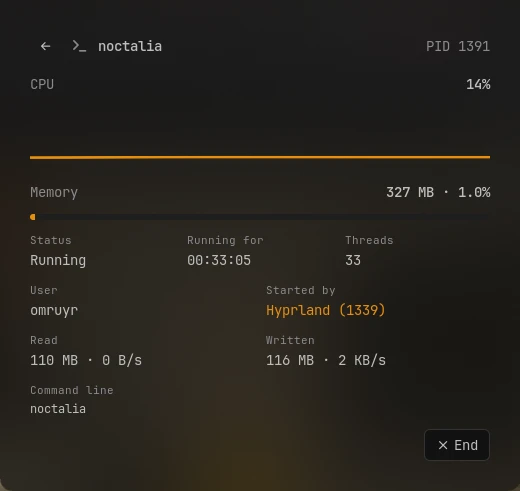 noctalia PID 1391
CPU 14%
Memory 327 MB · 1.0%
Status Running for Threads
Running 00:33:05 33
User Started by
omruyr Hyprland (1339)
Read Written
110 MB · 0 B/s 116 MB · 2 KB/s
Command line
noctalia
End